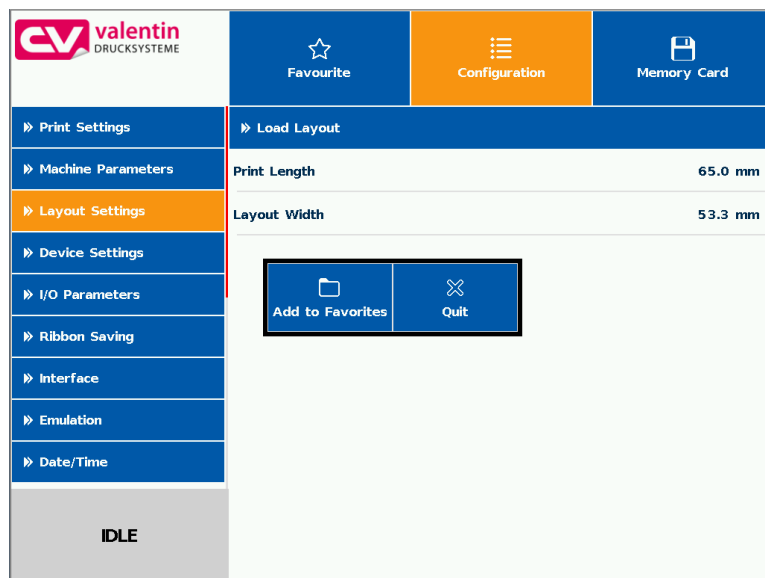 valentin
DRUCKSYSTEME
Favourite
Configuration
Memory Card
Print Settings
Machine Parameters
Layout Settings
Device Settings
I/O Parameters
Ribbon Saving
Interface
Emulation
Date/Time
IDLE
Load Layout
Print Length 65.0 mm
Layout Width 53.3 mm
Add to Favorites
Quit